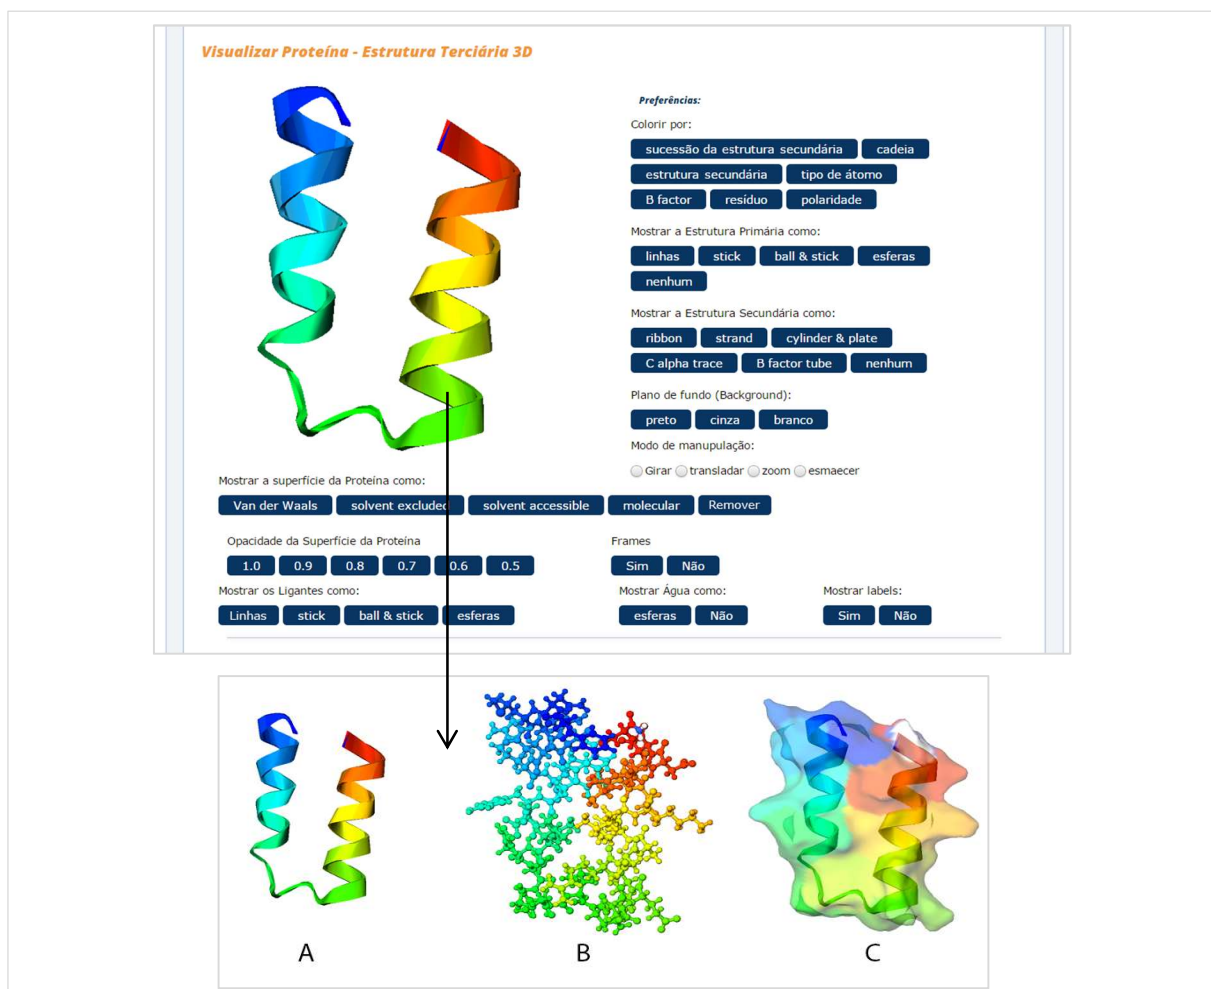 Visualizar Proteína - Estrutura Terciária 3D
Preferências:
Colorir por:
sucessão da estrutura secundária cadeia
estrutura secundária tipo de átomo
B factor resíduo polaridade
Mostrar a Estrutura Primária como:
linhas stick ball & stick esferas
nenhum
Mostrar a Estrutura Secundária como:
ribbon strand cylinder & plate
C alpha trace B factor tube nenhum
Plano de fundo (Background):
preto cinza branco
Modo de manupulação:
Girar transladar zoom esmaecer
Mostrar a superfície da Proteína como:
Van der Waals solvent excluded solvent accessible molecular Remover
Opacidade da Superfície da Proteína Frames
1.0 0.9 0.8 0.7 0.6 0.5 Sim Não
Mostrar os Ligantes como: Mostrar Água como: Mostrar labels:
Linhas stick ball & stick esferas esferas Não Sim Não
A B C